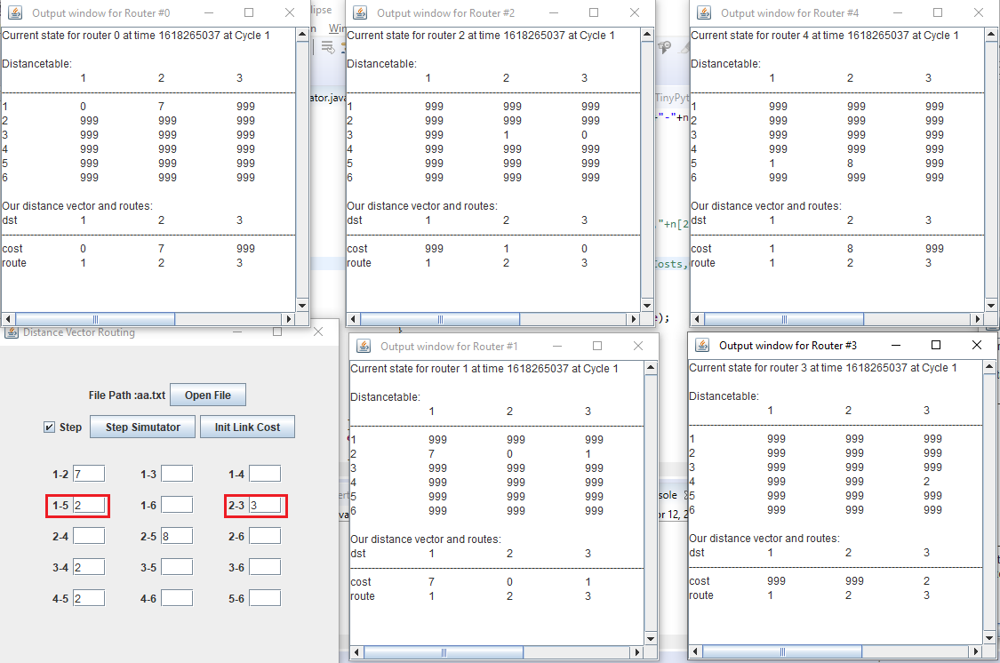 Output window for Router #0
Current state for router 0 at time 1618265037 at Cycle 1
Distancetable:
1 2 3
1 0 7 999
2 999 999 999
3 999 999 999
4 999 999 999
5 999 999 999
6 999 999 999
Our distance vector and routes:
dst 1 2 3
cost 0 7 999
route 1 2 3
Output window for Router #2
Current state for router 2 at time 1618265037 at Cycle 1
Distancetable:
1 2 3
1 999 999 999
2 999 999 999
3 999 1 0
4 999 999 999
5 999 999 999
6 999 999 999
Our distance vector and routes:
dst 1 2 3
cost 999 1 0
route 1 2 3
Output window for Router #4
Current state for router 4 at time 1618265037 at Cycle 1
Distancetable:
1 2 3
1 999 999 999
2 999 999 999
3 999 999 999
4 999 999 999
5 1 8 999
6 999 999 999
Our distance vector and routes:
dst 1 2 3
cost 1 8 999
route 1 2 3
Distance Vector Routing
File Path :aa.txt Open File
Step Step Simutator Init Link Cost
1-2 7 1-3 1-4
1-5 2 1-6 2-3 3
2-4 2-5 8 2-6
3-4 2 3-5 3-6
4-5 2 4-6 5-6
Output window for Router #1
Current state for router 1 at time 1618265037 at Cycle 1
Distancetable:
1 2 3
1 999 999 999
2 7 0 1
3 999 999 999
4 999 999 999
5 999 999 999
6 999 999 999
Our distance vector and routes:
dst 1 2 3
cost 7 0 1
route 1 2 3
Output window for Router #3
Current state for router 3 at time 1618265037 at Cycle 1
Distancetable:
1 2 3
1 999 999 999
2 999 999 999
3 999 999 999
4 999 999 2
5 999 999 999
6 999 999 999
Our distance vector and routes:
dst 1 2 3
cost 999 999 2
route 1 2 3